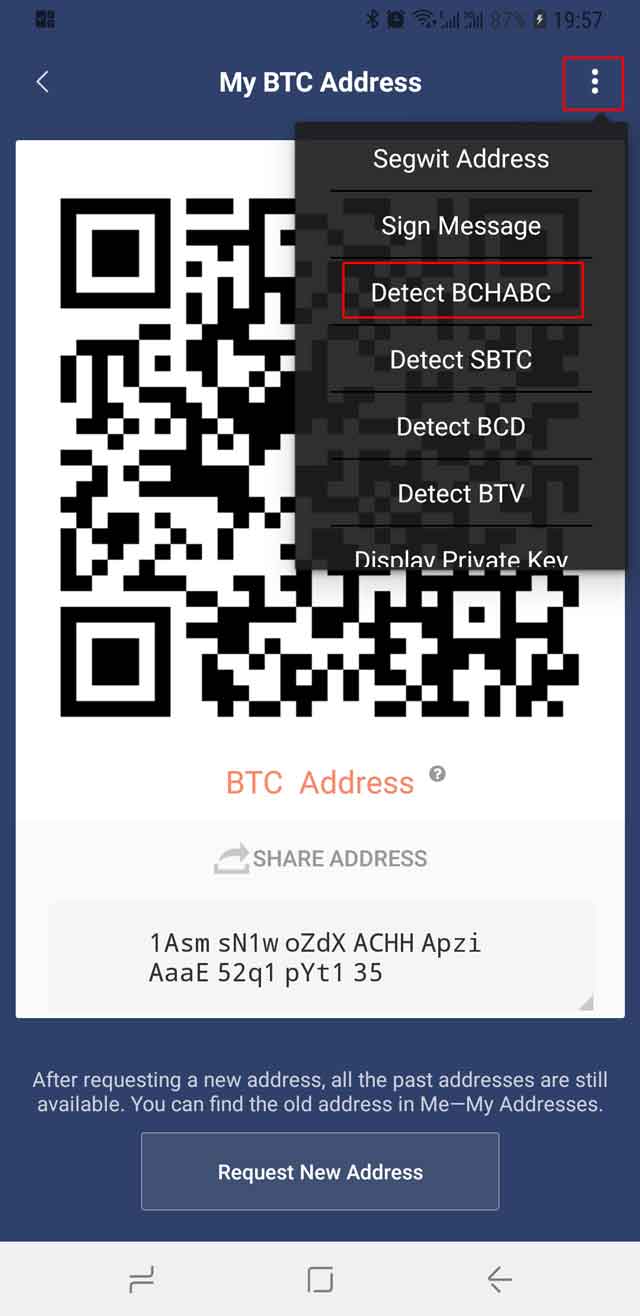 87% 19:57
My BTC Address
Segwit Address
Sign Message
Detect BCHABC
Detect SBTC
Detect BCD
Detect BTV
Display Private Key
BTC Address ?
SHARE ADDRESS
1Asm sN1w oZdX ACHH Apzi
AaaE 52q1 pYt1 35
After requesting a new address, all the past addresses are still
available. You can find the old address in Me—My Addresses.
Request New Address